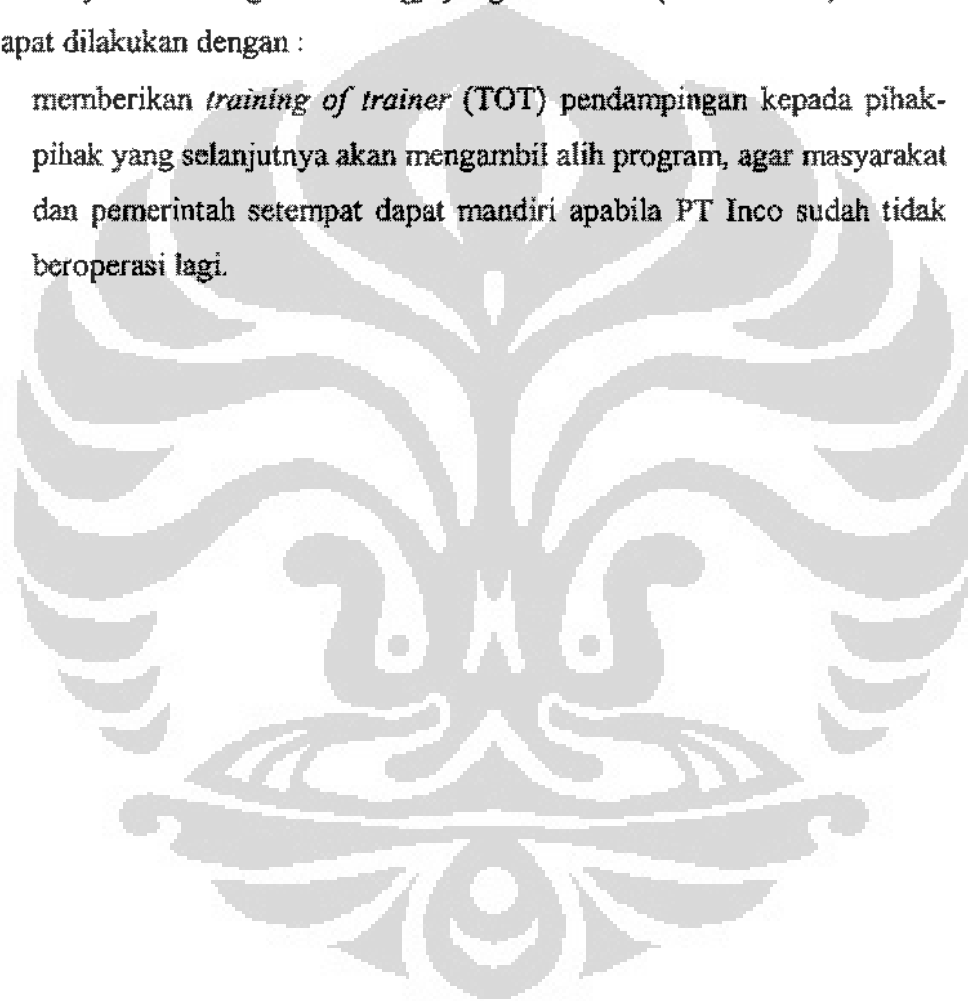 apat dilakukan dengan :
memberikan training of trainer (TOT) pendampingan kepada pihak-
pihak yang selanjutnya akan mengambil alih program, agar masyarakat
dan pemerintah setempat dapat mandiri apabila PT Inco sudah tidak
beroperasi lagi.